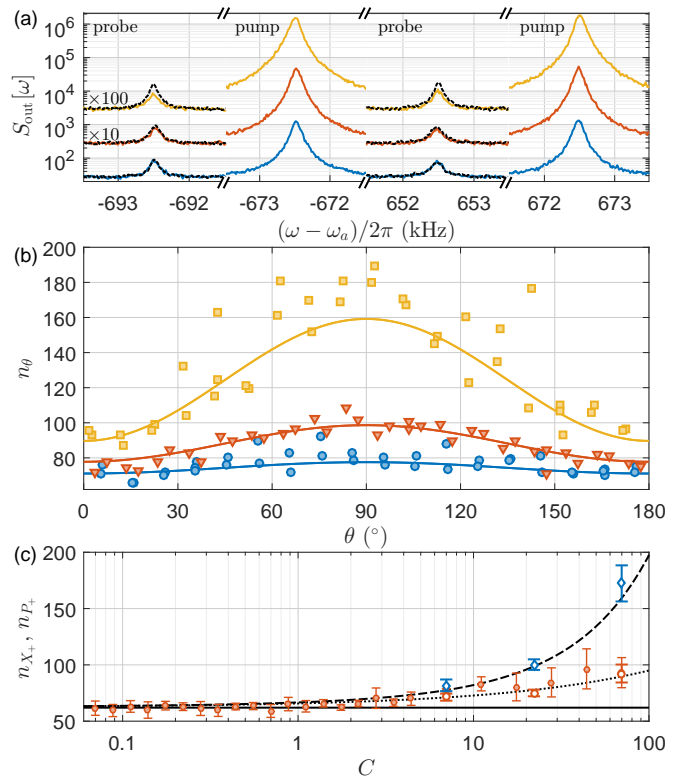 (a)
probe pump probe pump
10^6
10^5
10^4
10^3
10^2
S_out[ω]
×100
×10
-693 -692 -673 -672 652 653 672 673
(ω − ω_a)/2π (kHz)
(b)
200
180
160
140
120
100
80
n_θ
0 30 60 90 120 150 180
θ (°)
(c)
200
150
100
50
n_X+, n_P+
0.1 1 10 100
C